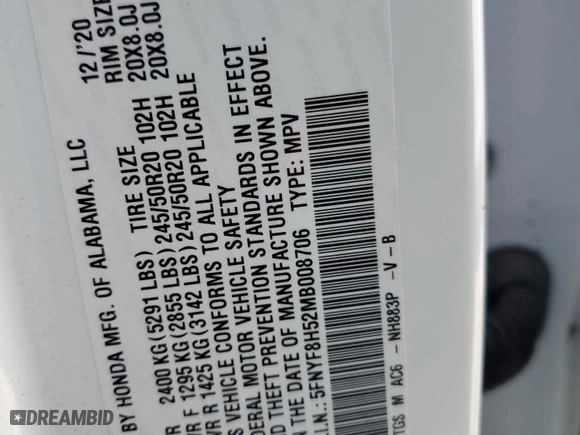 BY HONDA MFG. OF ALABAMA, LLC 12/'20
TIRE SIZE RIM SIZE
2400 KG (5291 LBS)
F 1295 KG (2855 LBS) 245/50R20 102H 20X8.0J
R 1425 KG (3142 LBS) 245/50R20 102H 20X8.0J
VEHICLE CONFORMS TO ALL APPLICABLE
MOTOR VEHICLE SAFETY
THEFT PREVENTION STANDARDS IN EFFECT
DATE OF MANUFACTURE SHOWN ABOVE.
5FNYF8H52MB008706 TYPE: MPV
TGS M AC6 - NH883P -V - B
DREAMBID